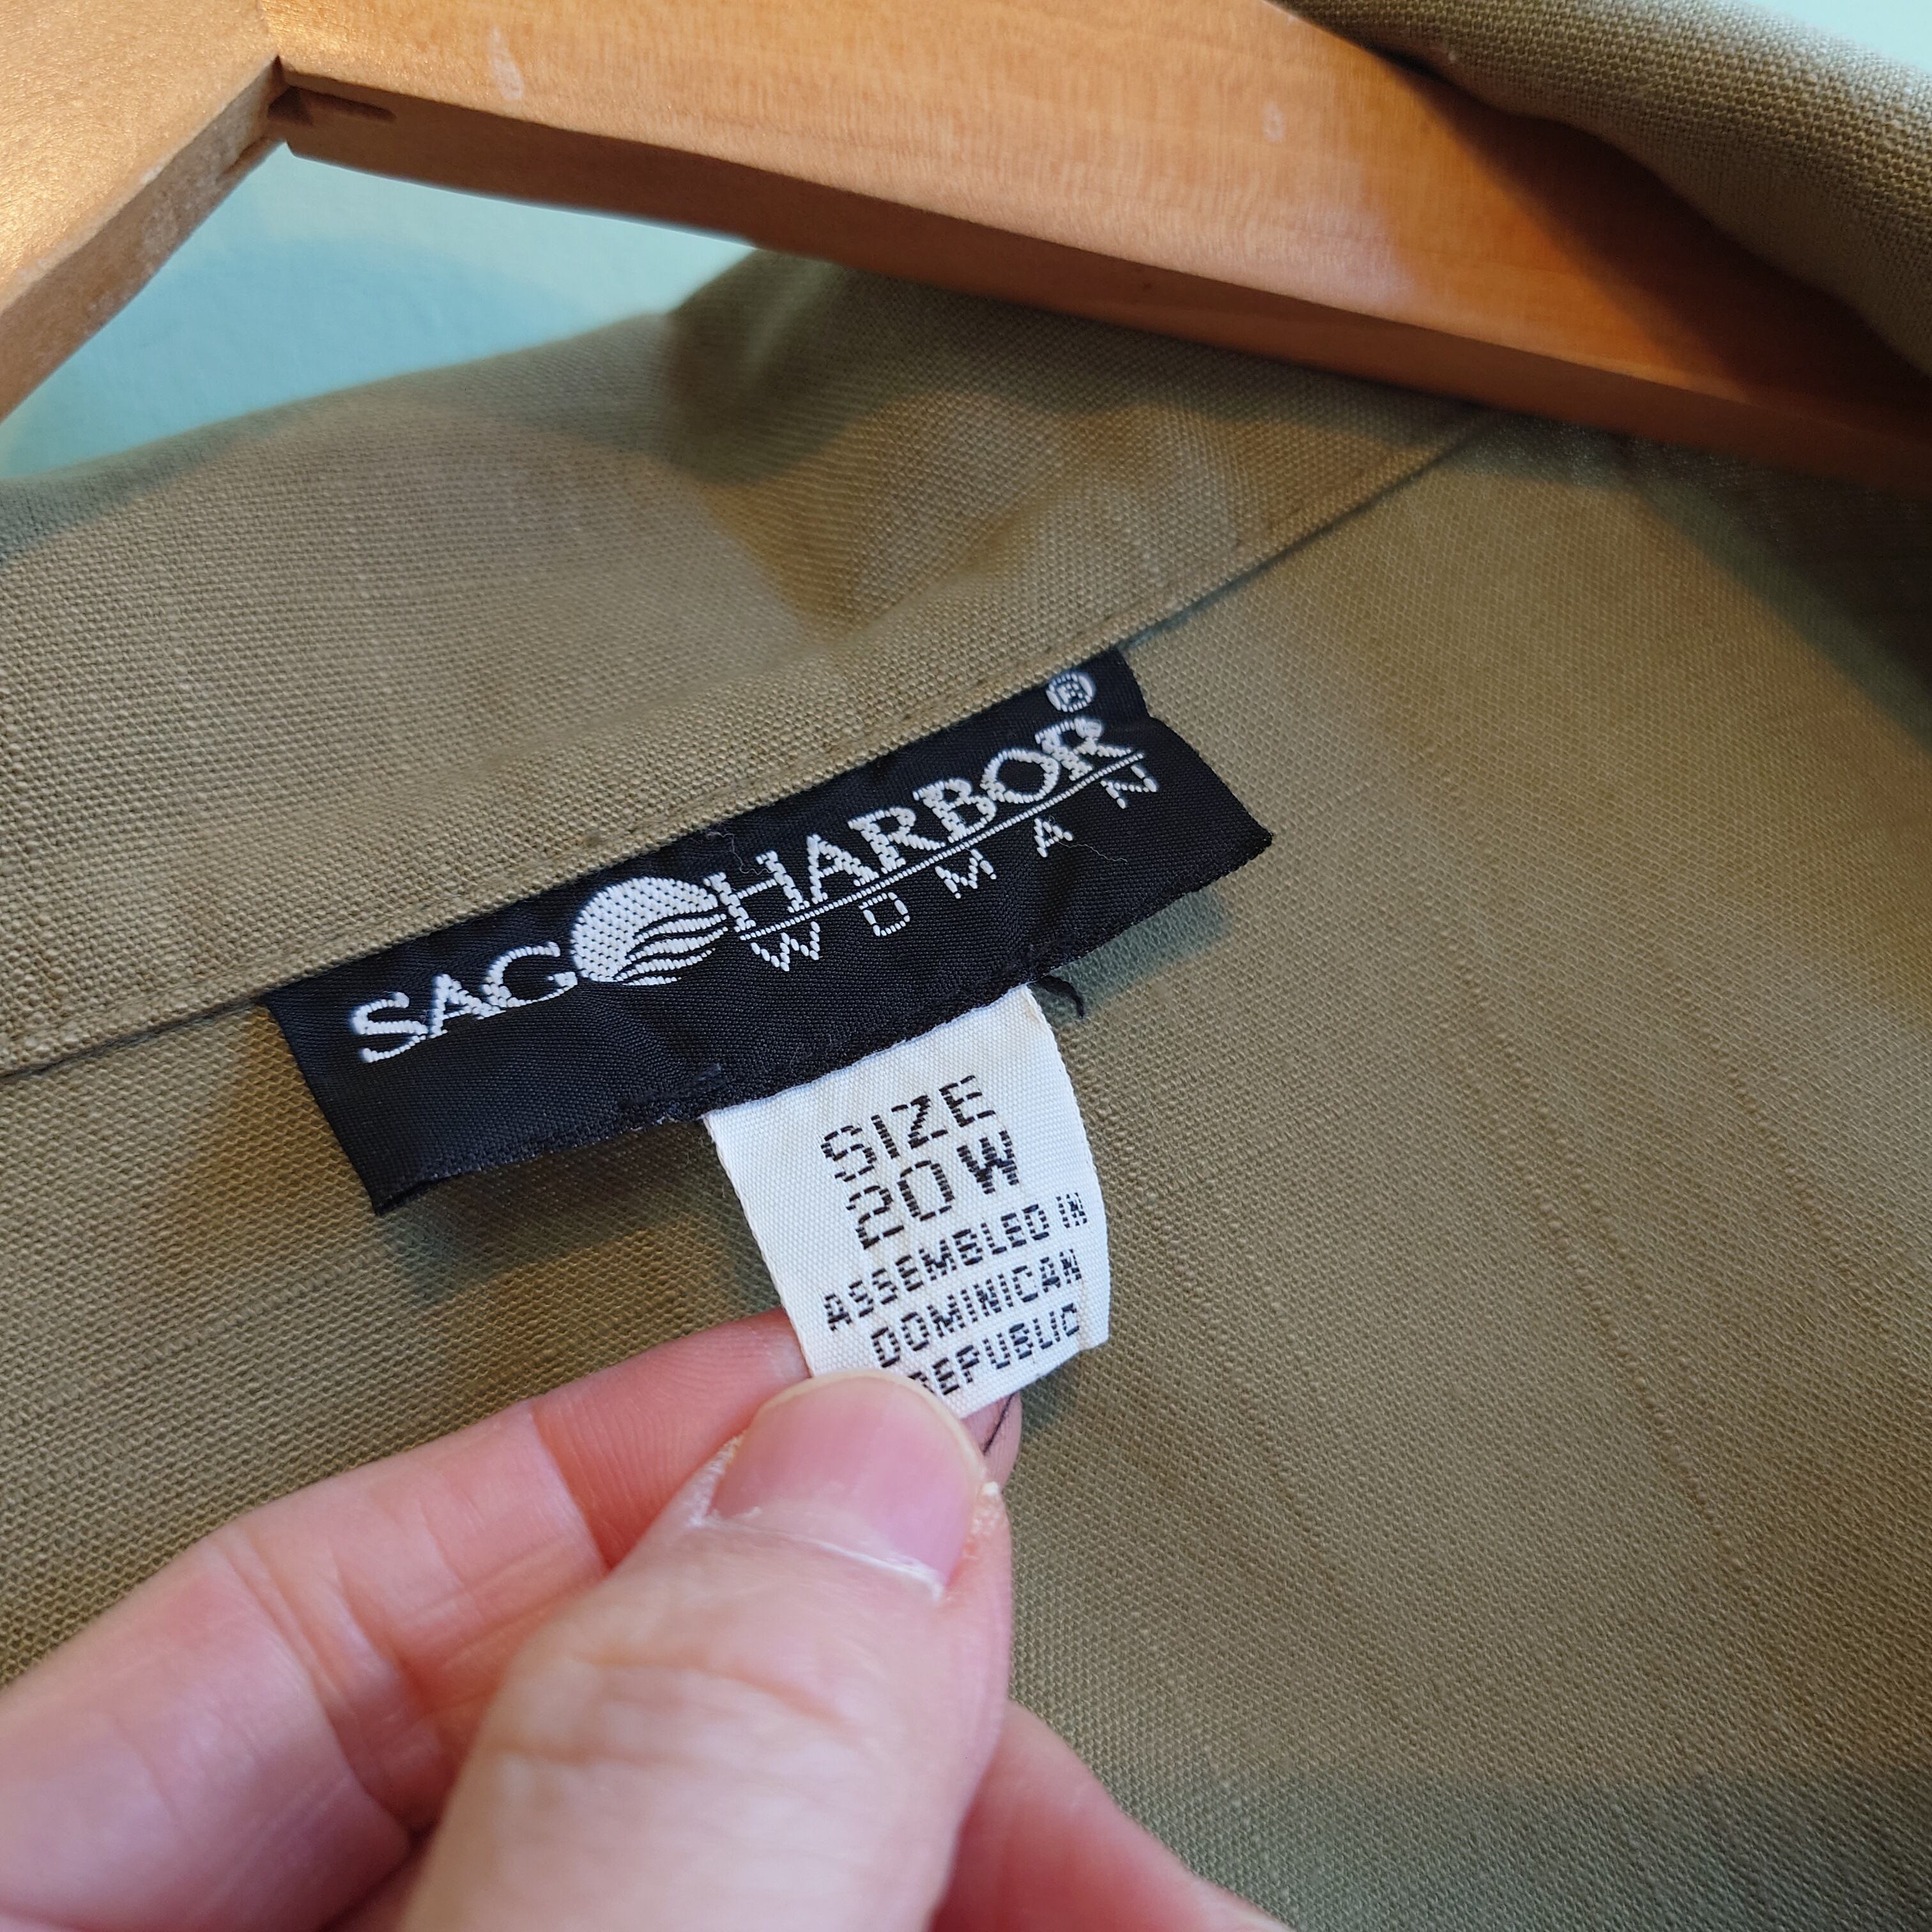 SAG HARBOR®
WOMAN
SIZE
20W
ASSEMBLED IN
DOMINICAN
REPUBLIC